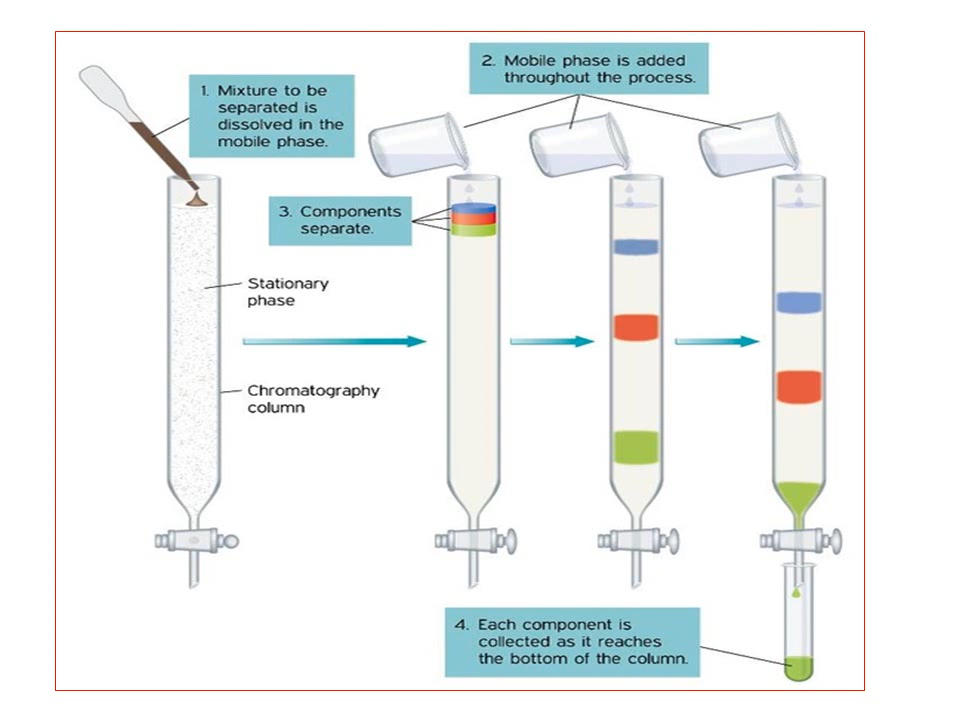 1. Mixture to be
separated is
dissolved in the
mobile phase.
2. Mobile phase is added
throughout the process.
3. Components
separate.
Stationary
phase
Chromatography
column
4. Each component is
collected as it reaches
the bottom of the column.